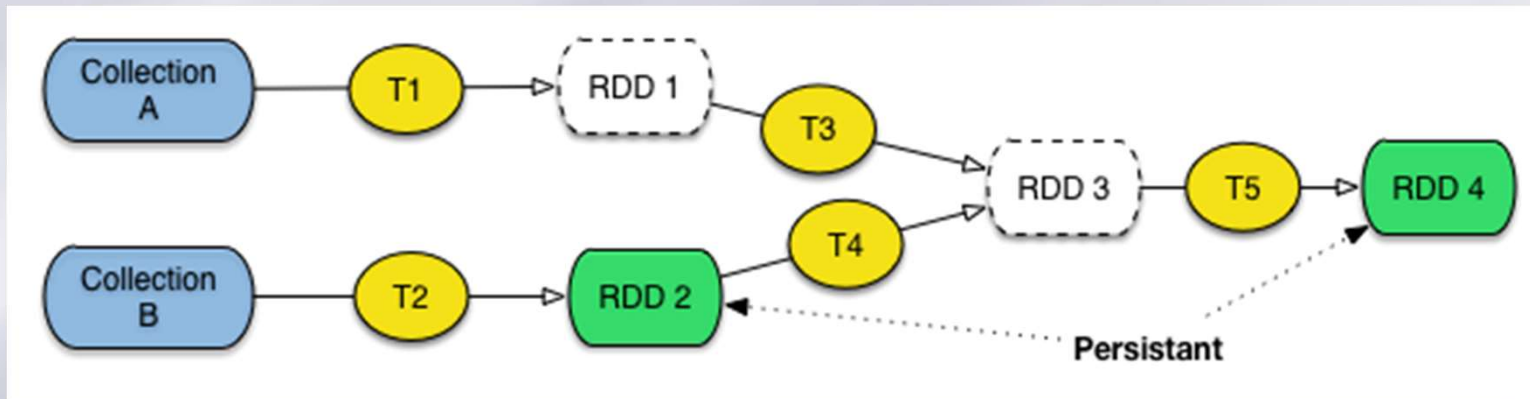 Collection
A
T1
RDD 1
T3
RDD 3
T5
RDD 4
T4
Collection
B
T2
RDD 2
Persistant